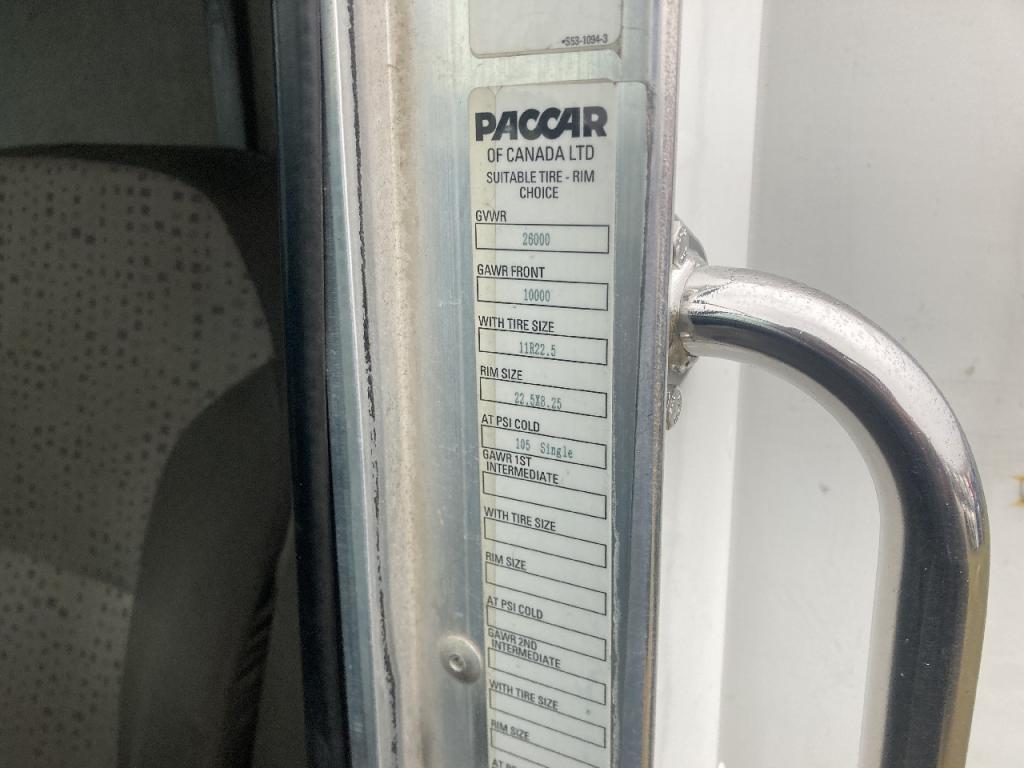 *S53-1094-3
PACCAR
OF CANADA LTD
SUITABLE TIRE - RIM
CHOICE
GVWR
26000
GAWR FRONT
10000
WITH TIRE SIZE
11R22.5
RIM SIZE
22.5X8.25
AT PSI COLD
105 Single
GAWR 1ST
INTERMEDIATE
WITH TIRE SIZE
RIM SIZE
AT PSI COLD
GAWR 2ND
INTERMEDIATE
WITH TIRE SIZE
RIM SIZE